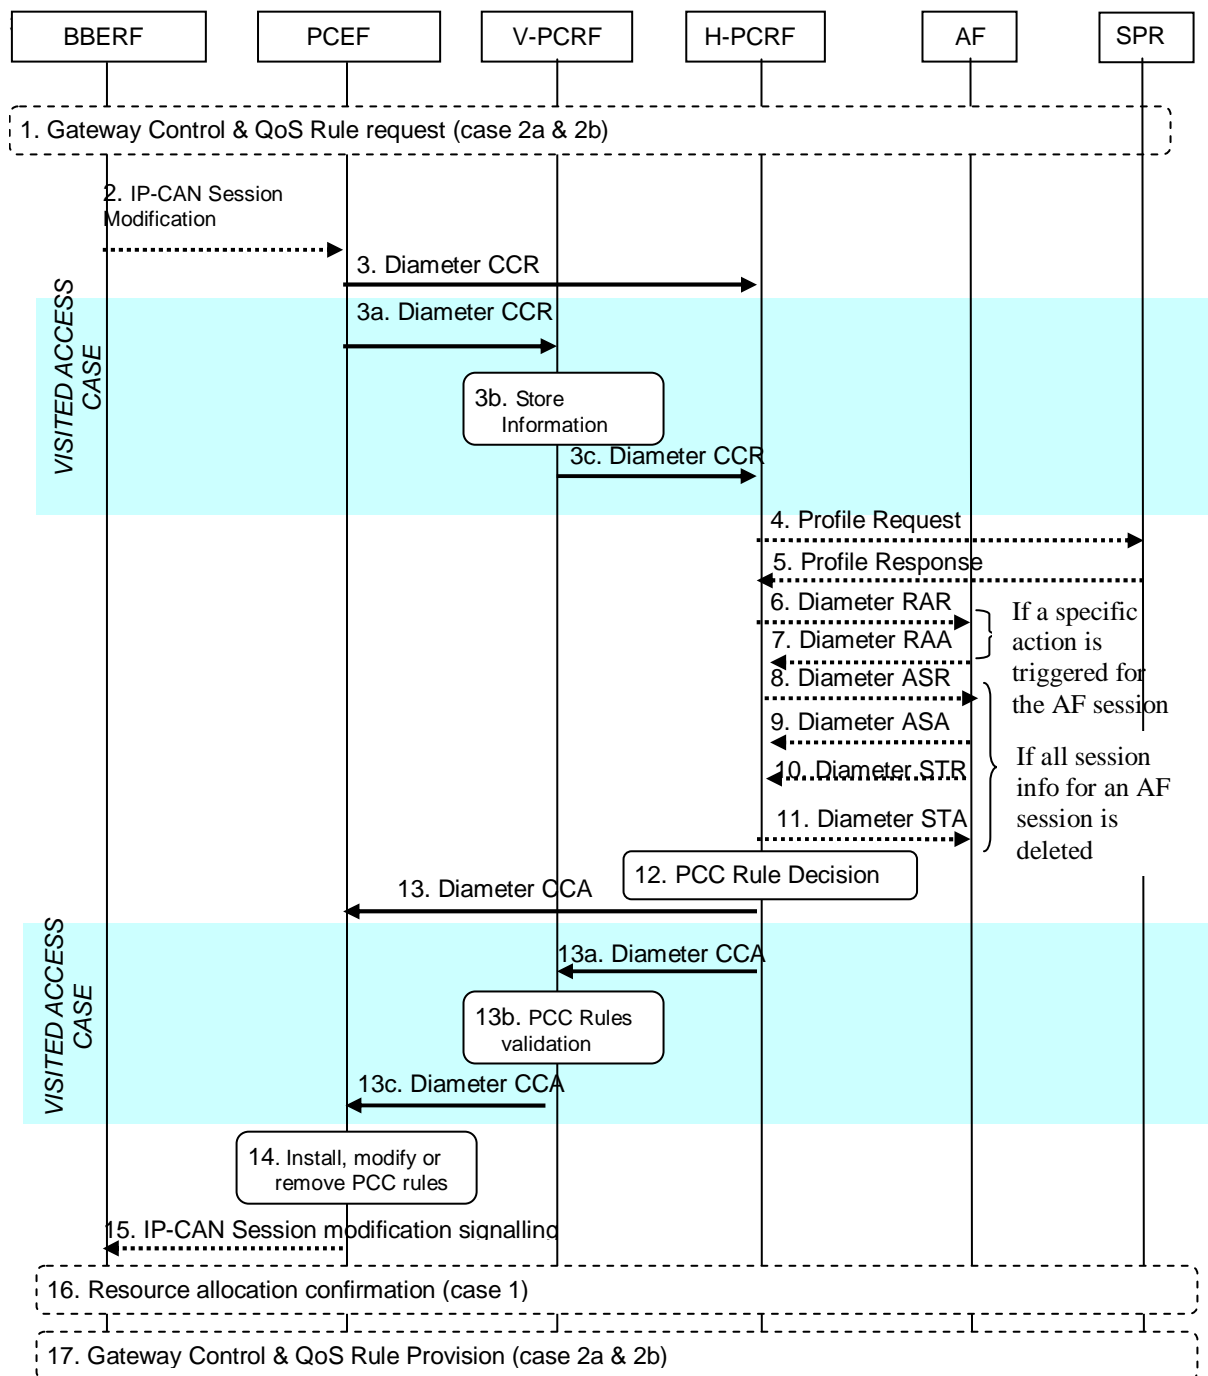 BBERF
PCEF
V-PCRF
H-PCRF
AF
SPR
1. Gateway Control & QoS Rule request (case 2a & 2b)
2. IP-CAN Session
Modification
3. Diameter CCR
VISITED ACCESS
CASE
3a. Diameter CCR
3b. Store
Information
3c. Diameter CCR
4. Profile Request
5. Profile Response
6. Diameter RAR
7. Diameter RAA
If a specific
action is
triggered for
the AF session
8. Diameter ASR
9. Diameter ASA
10. Diameter STR
11. Diameter STA
If all session
info for an AF
session is
deleted
12. PCC Rule Decision
13. Diameter CCA
VISITED ACCESS
CASE
13a. Diameter CCA
13b. PCC Rules
validation
13c. Diameter CCA
14. Install, modify or
remove PCC rules
15. IP-CAN Session modification signalling
16. Resource allocation confirmation (case 1)
17. Gateway Control & QoS Rule Provision (case 2a & 2b)